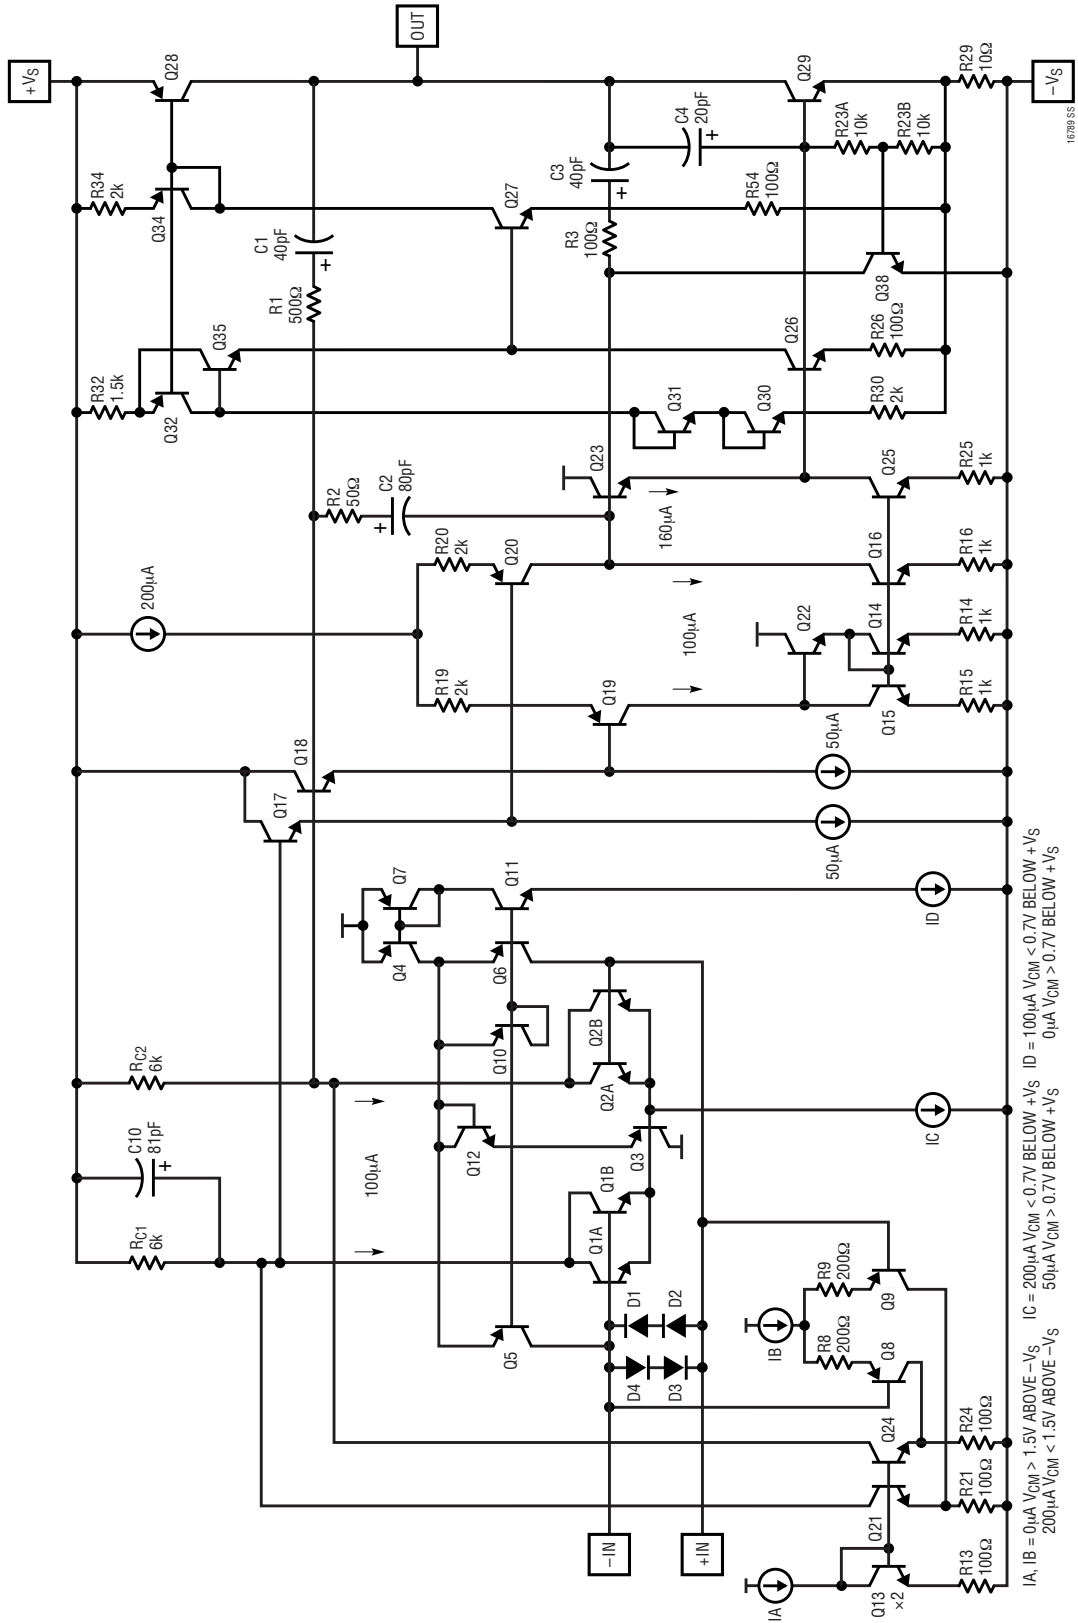 +VS
Q28
OUT
Q29
R29
10Ω
−VS
16789 SS
R34
2k
Q34
C1
40pF
R1
500Ω
Q35
R32
1.5k
Q32
Q27
C3
40pF
C4
20pF
R3
100Ω
R54
100Ω
R23A
10k
R23B
10k
Q38
Q26
R26
100Ω
Q31
Q30
R30
2k
R2
50Ω
C2
80pF
Q23
160µA
Q25
R25
1k
200µA
R20
2k
Q20
R19
2k
Q19
100µA
Q22
Q16
R16
1k
Q14
R14
1k
Q15
R15
1k
Q18
Q17
50µA
50µA
Q7
Q4
Q11
Q6
Q10
ID
RC2
6k
C10
81pF
RC1
6k
100µA
Q12
Q2B
Q2A
Q3
Q1B
Q1A
IC
Q5
D1
D2
D4
D3
IB
R9
200Ω
R8
200Ω
Q9
Q8
Q24
R24
100Ω
Q21
R21
100Ω
−IN
+IN
IA
Q13
×2
R13
100Ω
IA, IB = 0µA VCM > 1.5V ABOVE −VS
200µA VCM < 1.5V ABOVE −VS
IC = 200µA VCM < 0.7V BELOW +VS
50µA VCM > 0.7V BELOW +VS
ID = 100µA VCM < 0.7V BELOW +VS
0µA VCM > 0.7V BELOW +VS